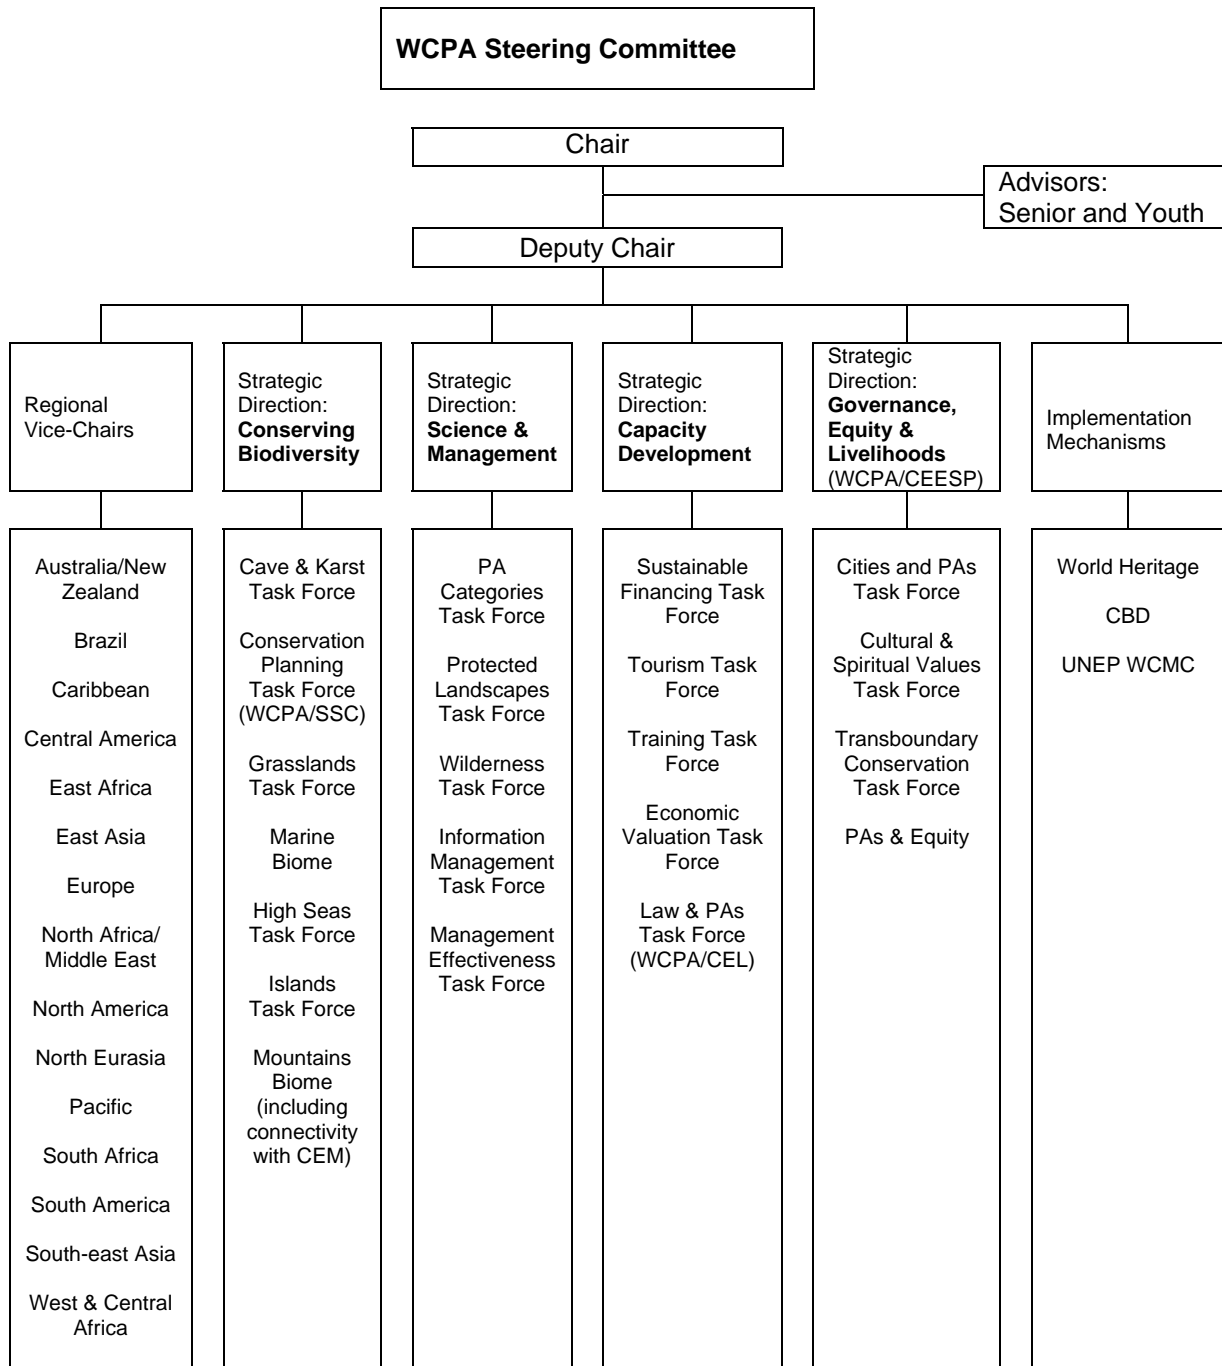 WCPA Steering Committee
Chair
Advisors:
Senior and Youth
Deputy Chair
Regional
Vice-Chairs
Strategic
Direction:
Conserving
Biodiversity
Strategic
Direction:
Science &
Management
Strategic
Direction:
Capacity
Development
Strategic
Direction:
Governance,
Equity &
Livelihoods
(WCPA/CEESP)
Implementation
Mechanisms
Australia/New
Zealand
Brazil
Caribbean
Central America
East Africa
East Asia
Europe
North Africa/
Middle East
North America
North Eurasia
Pacific
South Africa
South America
South-east Asia
West & Central
Africa
Cave & Karst
Task Force
Conservation
Planning
Task Force
(WCPA/SSC)
Grasslands
Task Force
Marine
Biome
High Seas
Task Force
Islands
Task Force
Mountains
Biome
(including
connectivity
with CEM)
PA
Categories
Task Force
Protected
Landscapes
Task Force
Wilderness
Task Force
Information
Management
Task Force
Management
Effectiveness
Task Force
Sustainable
Financing Task
Force
Tourism Task
Force
Training Task
Force
Economic
Valuation Task
Force
Law & PAs
Task Force
(WCPA/CEL)
Cities and PAs
Task Force
Cultural &
Spiritual Values
Task Force
Transboundary
Conservation
Task Force
PAs & Equity
World Heritage
CBD
UNEP WCMC